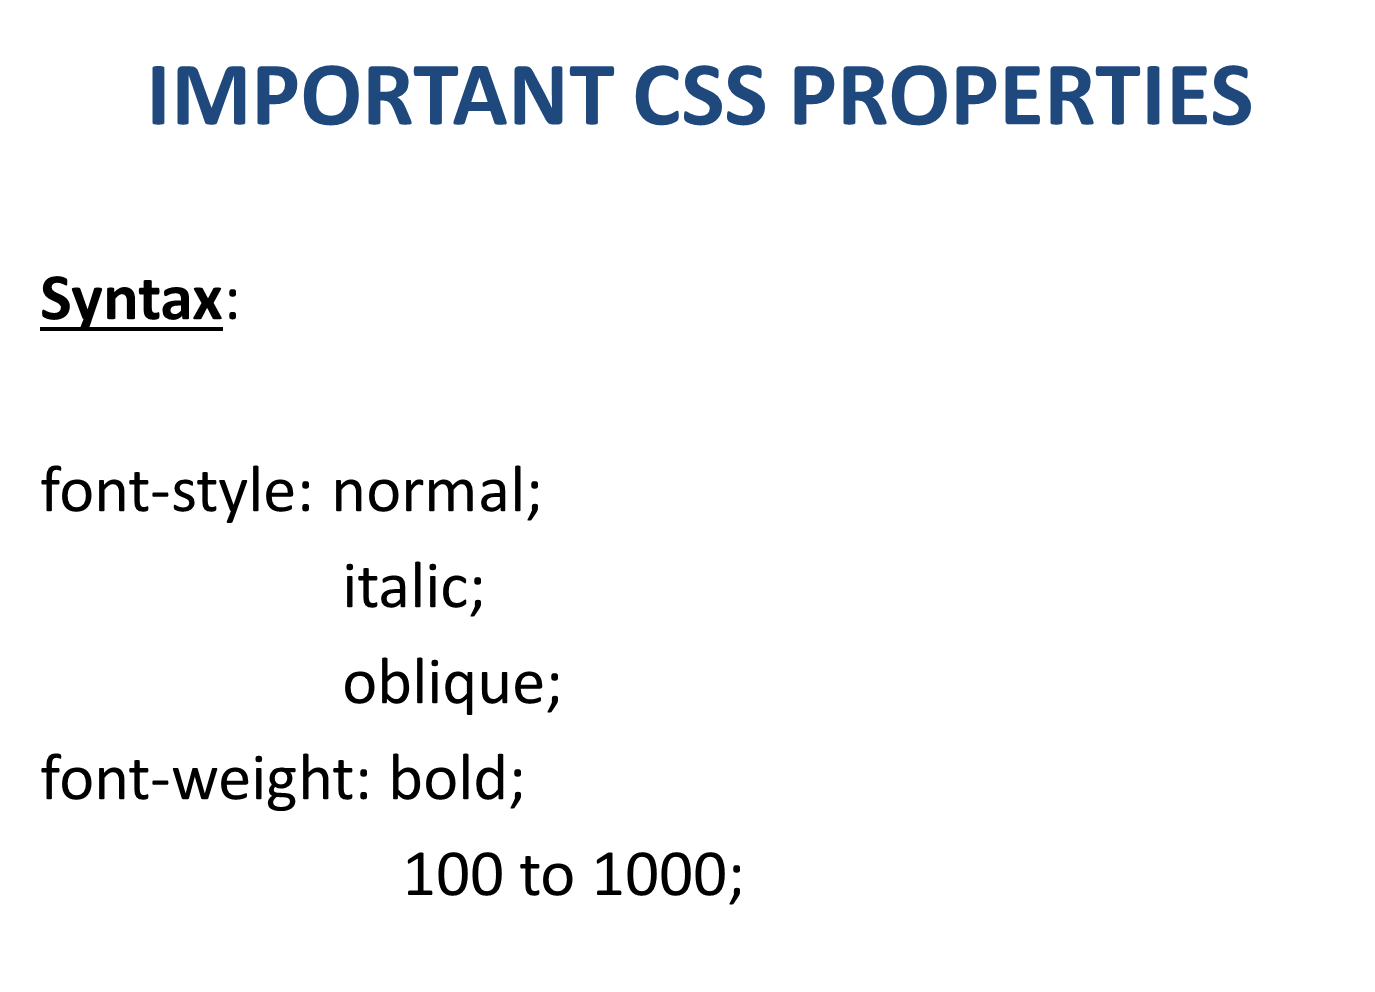 IMPORTANT CSS PROPERTIES
Syntax:
font-style: normal;
italic;
oblique;
font-weight: bold;
100 to 1000;